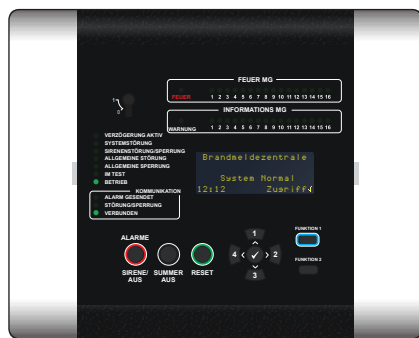 FEUER MG
FEUER 1 2 3 4 5 6 7 8 9 10 11 12 13 14 15 16
INFORMATIONS MG
WARNUNG 1 2 3 4 5 6 7 8 9 10 11 12 13 14 15 16
VERZÖGERUNG AKTIV
SYSTEMSTÖRUNG
SIRENENSTÖRUNG/SPERRUNG
ALLGEMEINE STÖRUNG
ALLGEMEINE SPERRUNG
IM TEST
BETRIEB
KOMMUNIKATION
ALARM GESENDET
STÖRUNG/SPERRUNG
VERBUNDEN
Brandmeldezentrale
System Normal
12:12 Zugriff✓
ALARME
SIRENE/
AUS
SUMMER
AUS
RESET
1
4 ✓ 2
3
FUNKTION 1
FUNKTION 2